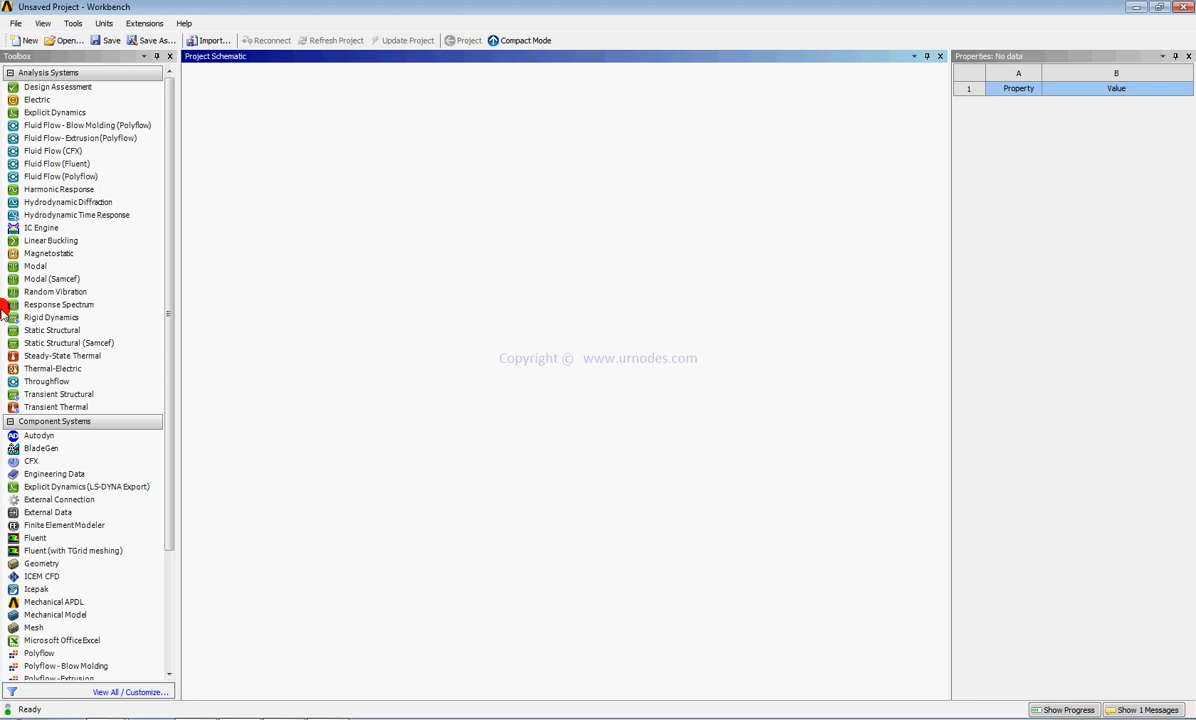 Unsaved Project - Workbench
File View Tools Units Extensions Help
New Open... Save Save As... Import... Reconnect Refresh Project Update Project Project Compact Mode
Toolbox
Project Schematic
Properties: No data
Analysis Systems
A B
Design Assessment
1 Property Value
Electric
Explicit Dynamics
Fluid Flow - Blow Molding (Polyflow)
Fluid Flow- Extrusion (Polyflow)
Fluid Flow (CFX)
Fluid Flow (Fluent)
Fluid Flow (Polyflow)
Harmonic Response
Hydrodynamic Diffraction
Hydrodynamic Time Response
IC Engine
Linear Buckling
Magnetostatic
Modal
Modal (Samcef)
Random Vibration
Response Spectrum
Rigid Dynamics
Static Structural
Static Structural (Samcef)
Steady-State Thermal
Thermal-Electric
Throughflow
Transient Structural
Transient Thermal
Copyright © www.urnodes.com
Component Systems
Autodyn
BladeGen
CFX
Engineering Data
Explicit Dynamics (LS-DYNA Export)
External Connection
External Data
Finite Element Modeler
Fluent
Fluent (with TGrid meshing)
Geometry
ICEM CFD
Icepak
Mechanical APDL
Mechanical Model
Mesh
Microsoft Office Excel
Polyflow
Polyflow - Blow Molding
Polyflow - Extrusion
View All / Customize...
Ready
Show Progress Show 1 Messages